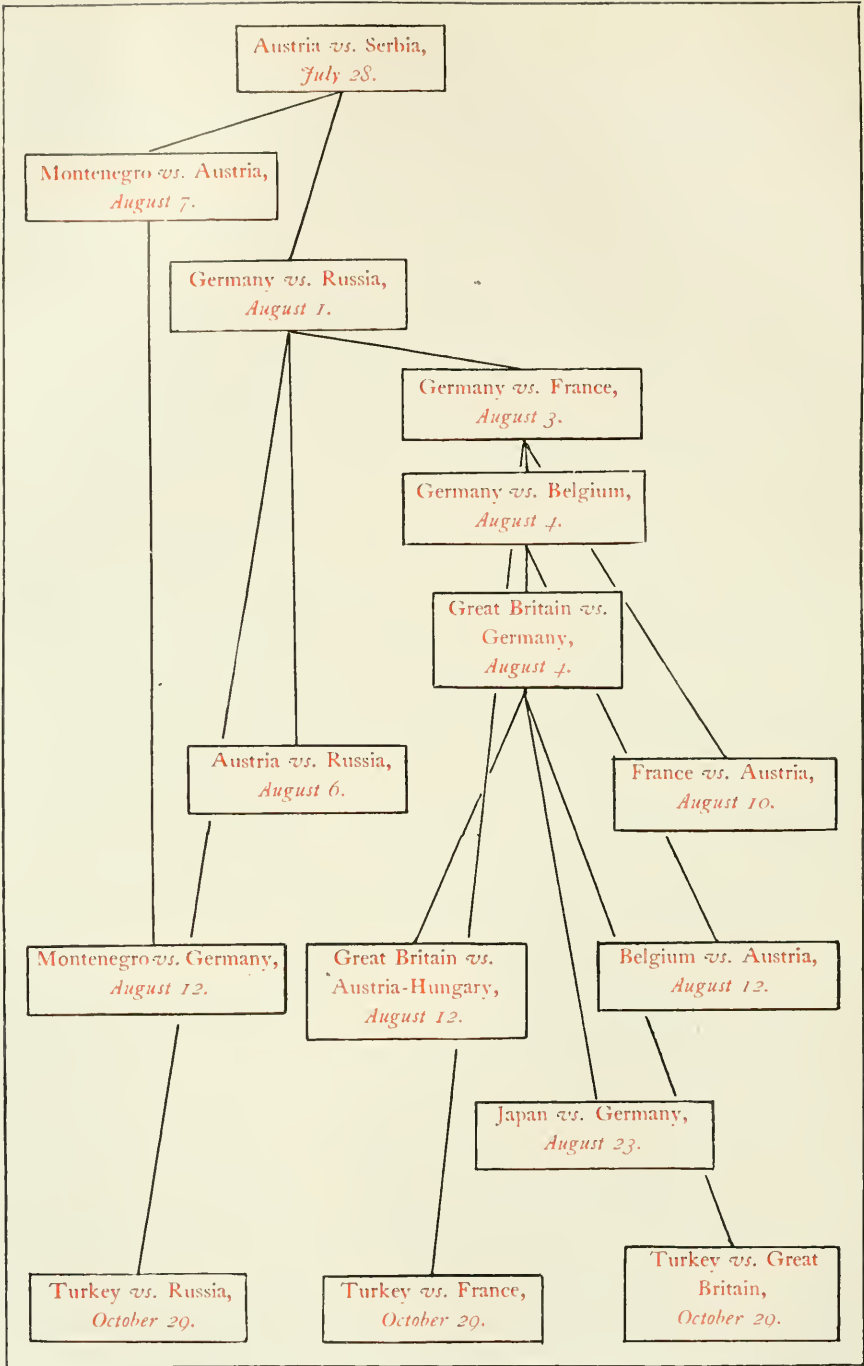 Austria vs. Serbia,
July 28.
Montenegro vs. Austria,
August 7.
Germany vs. Russia,
August 1.
Germany vs. France,
August 3.
Germany vs. Belgium,
August 4.
Great Britain vs.
Germany,
August 4.
Austria vs. Russia,
August 6.
France vs. Austria,
August 10.
Montenegro vs. Germany,
August 12.
Great Britain vs.
Austria-Hungary,
August 12.
Belgium vs. Austria,
August 12.
Japan vs. Germany,
August 23.
Turkey vs. Russia,
October 29.
Turkey vs. France,
October 29.
Turkey vs. Great
Britain,
October 29.